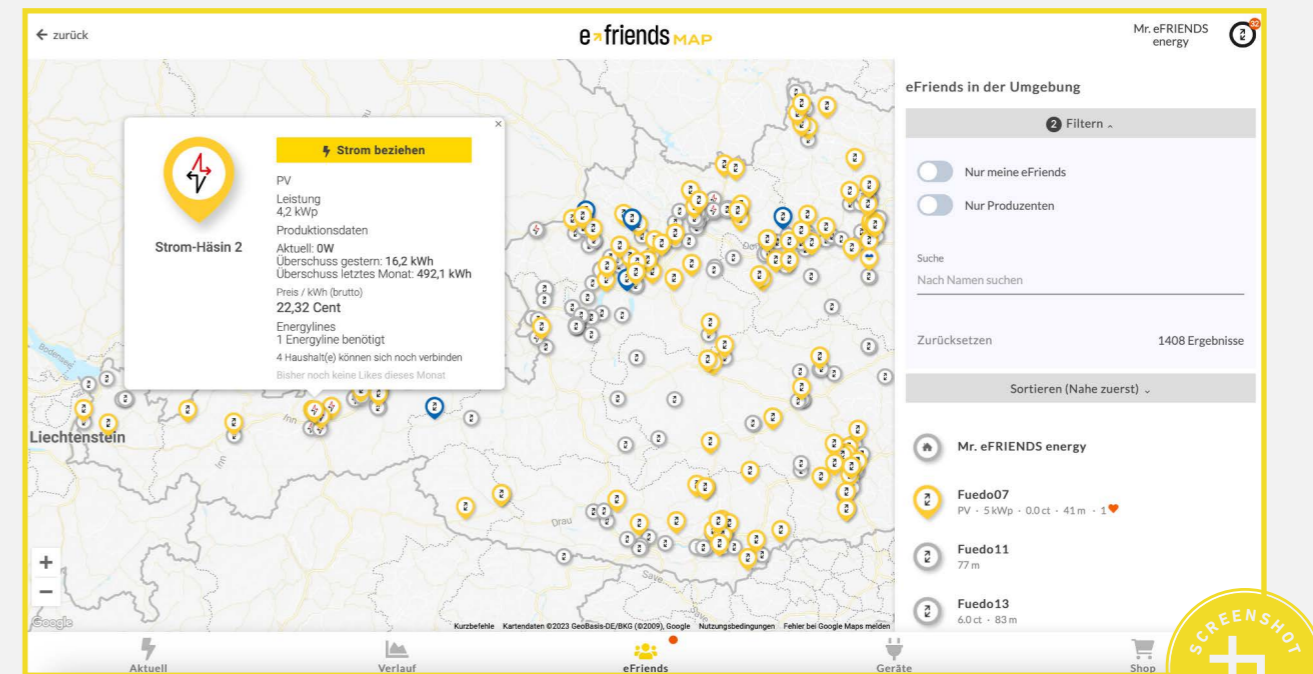 ← zurück
e↗friends MAP
Mr. eFRIENDS
energy
32
Strom beziehen
PV
Leistung
4,2 kWp
Produktionsdaten
Aktuell: 0W
Überschuss gestern: 16,2 kWh
Überschuss letztes Monat: 492,1 kWh
Preis / kWh (brutto)
22,32 Cent
Energylines
1 Energyline benötigt
4 Haushalt(e) können sich noch verbinden
Bisher noch keine Likes dieses Monat
Strom-Häsin 2
Bodensee
Liechtenstein
Inn
Inn
Drau
Save
Google
Kurzbefehle
Kartendaten ©2023 GeoBasis-DE/BKG (©2009), Google
Nutzungsbedingungen
Fehler bei Google Maps melden
eFriends in der Umgebung
2 Filtern
Nur meine eFriends
Nur Produzenten
Suche
Nach Namen suchen
Zurücksetzen
1408 Ergebnisse
Sortieren (Nahe zuerst)
Mr. eFRIENDS energy
Fuedo07
PV · 5 kWp · 0.0 ct · 41 m · 1
Fuedo11
77 m
Fuedo13
6.0 ct · 83 m
Aktuell
Verlauf
eFriends
Geräte
Shop
SCREENSHOT